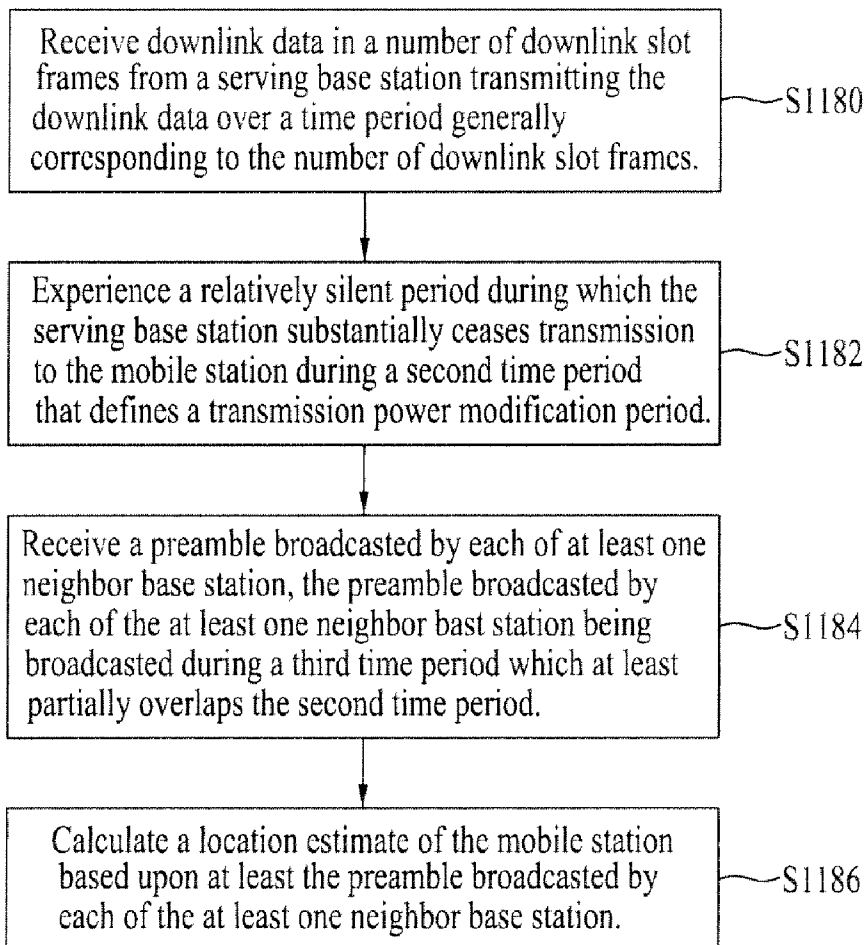 Receive downlink data in a number of downlink slot
frames from a serving base station transmitting the
downlink data over a time period generally
corresponding to the number of downlink slot frames.
S1180
Experience a relatively silent period during which the
serving base station substantially ceases transmission
to the mobile station during a second time period
that defines a transmission power modification period.
S1182
Receive a preamble broadcasted by each of at least one
neighbor base station, the preamble broadcasted by
each of the at least one neighbor bast station being
broadcasted during a third time period which at least
partially overlaps the second time period.
S1184
Calculate a location estimate of the mobile station
based upon at least the preamble broadcasted by
each of the at least one neighbor base station.
S1186